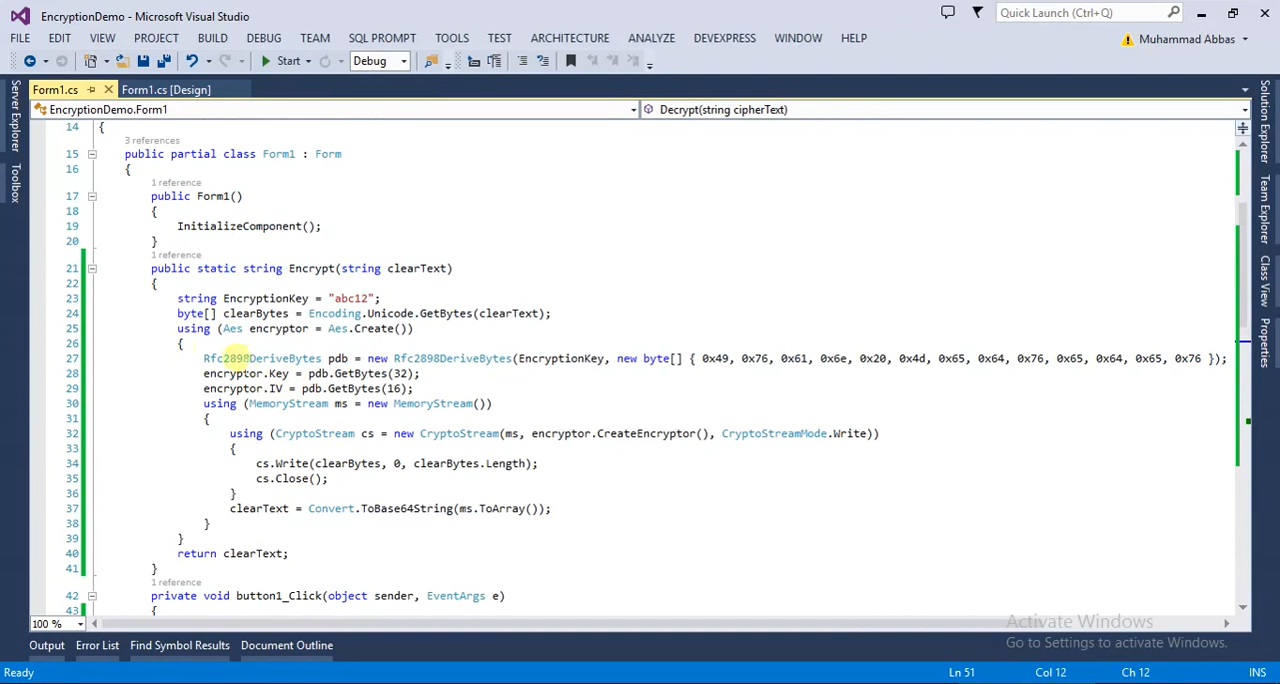 EncryptionDemo - Microsoft Visual Studio
Quick Launch (Ctrl+Q)
FILE EDIT VIEW PROJECT BUILD DEBUG TEAM SQL PROMPT TOOLS TEST ARCHITECTURE ANALYZE DEVEXPRESS WINDOW HELP
Muhammad Abbas
Start Debug
Form1.cs Form1.cs [Design]
EncryptionDemo.Form1 Decrypt(string cipherText)
Server Explorer
Toolbox
Solution Explorer
Team Explorer
Class View
Properties
14 {
3 references
15 public partial class Form1 : Form
16 {
1 reference
17 public Form1()
18 {
19 InitializeComponent();
20 }
1 reference
21 public static string Encrypt(string clearText)
22 {
23 string EncryptionKey = "abc12";
24 byte[] clearBytes = Encoding.Unicode.GetBytes(clearText);
25 using (Aes encryptor = Aes.Create())
26 {
27 Rfc2898DeriveBytes pdb = new Rfc2898DeriveBytes(EncryptionKey, new byte[] { 0x49, 0x76, 0x61, 0x6e, 0x20, 0x4d, 0x65, 0x64, 0x76, 0x65, 0x64, 0x65, 0x76 });
28 encryptor.Key = pdb.GetBytes(32);
29 encryptor.IV = pdb.GetBytes(16);
30 using (MemoryStream ms = new MemoryStream())
31 {
32 using (CryptoStream cs = new CryptoStream(ms, encryptor.CreateEncryptor(), CryptoStreamMode.Write))
33 {
34 cs.Write(clearBytes, 0, clearBytes.Length);
35 cs.Close();
36 }
37 clearText = Convert.ToBase64String(ms.ToArray());
38 }
39 }
40 return clearText;
41 }
1 reference
42 private void button1_Click(object sender, EventArgs e)
43 {
100 %
Activate Windows
Go to Settings to activate Windows.
Output Error List Find Symbol Results Document Outline
Ready Ln 51 Col 12 Ch 12 INS